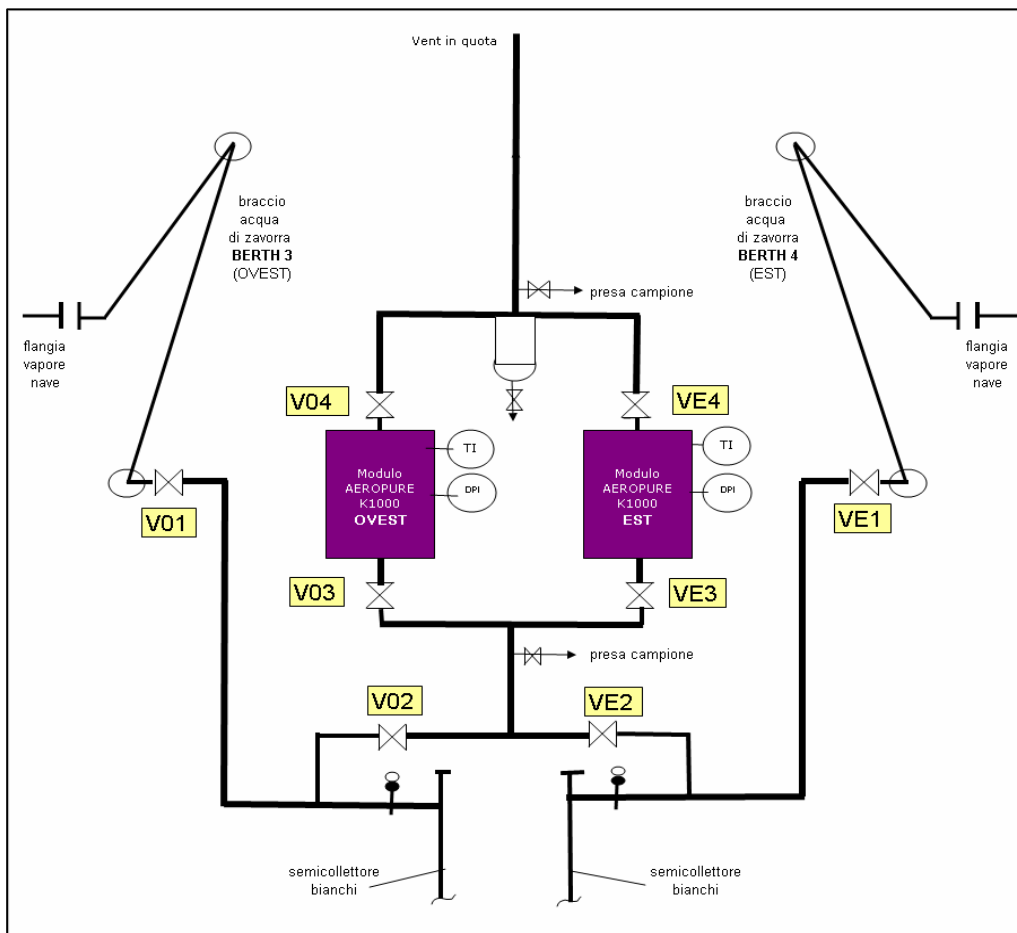 Vent in quota
braccio
acqua
di zavorra
BERTH 3
(OVEST)
braccio
acqua
di zavorra
BERTH 4
(EST)
presa campione
flangia
vapore
nave
flangia
vapore
nave
V04
VE4
TI
TI
Modulo
AEROPURE
K1000
OVEST
DPI
Modulo
AEROPURE
K1000
EST
DPI
V01
VE1
V03
VE3
presa campione
V02
VE2
semicollettore
bianchi
semicollettore
bianchi